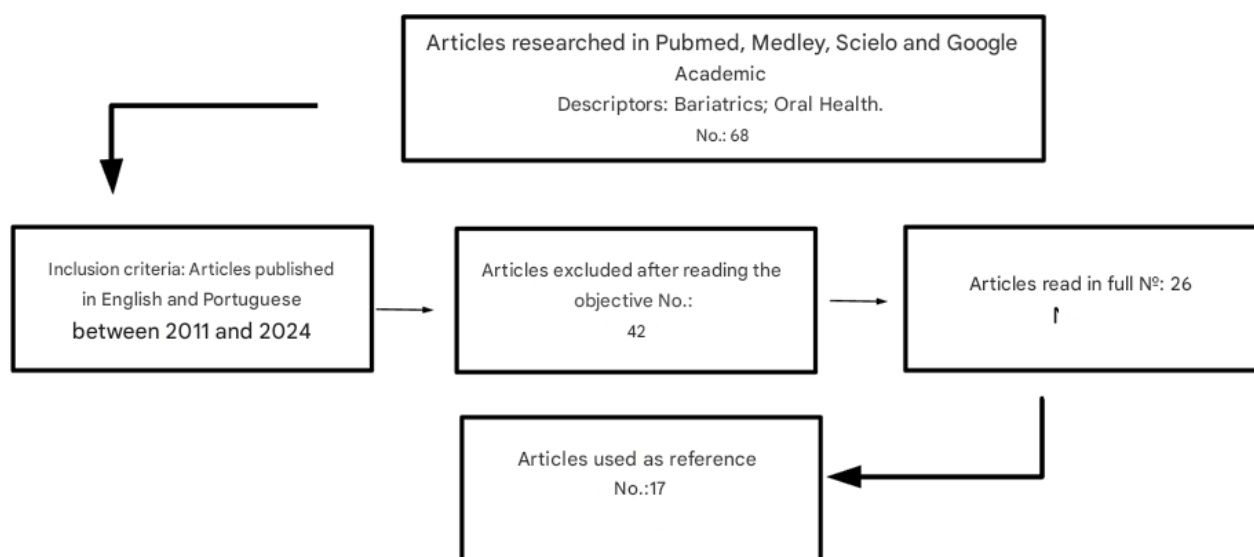 Articles researched in Pubmed, Medley, Scielo and Google
Academic
Descriptors: Bariatrics; Oral Health.
No.: 68
Inclusion criteria: Articles published
in English and Portuguese
between 2011 and 2024
Articles excluded after reading the
objective No.:
42
Articles read in full Nº: 26
Articles used as reference
No.:17